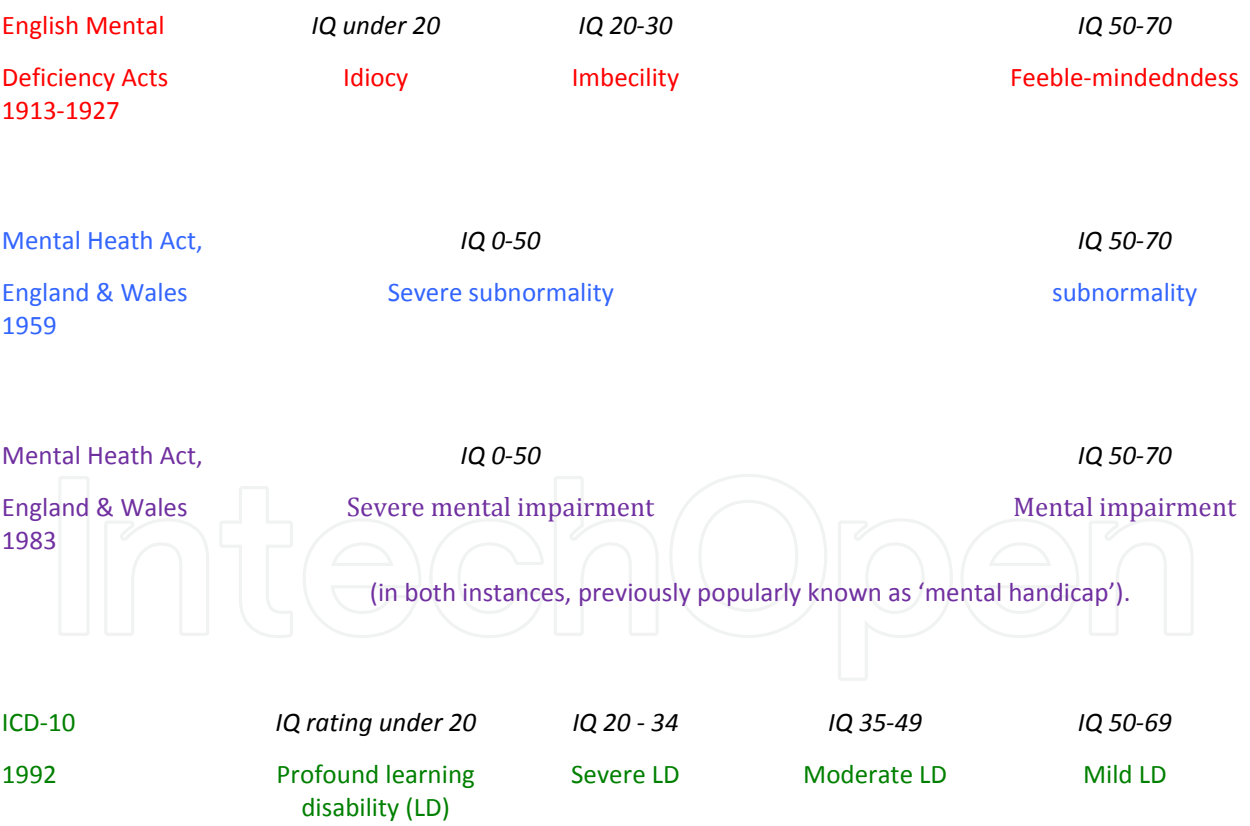 English Mental IQ under 20 IQ 20-30 IQ 50-70
Deficiency Acts Idiocy Imbecility Feeble-mindedndess
1913-1927
Mental Heath Act, IQ 0-50 IQ 50-70
England & Wales Severe subnormality subnormality
1959
Mental Heath Act, IQ 0-50 IQ 50-70
England & Wales Severe mental impairment Mental impairment
1983
(in both instances, previously popularly known as ‘mental handicap’).
IntechOpen
ICD-10 IQ rating under 20 IQ 20 - 34 IQ 35-49 IQ 50-69
1992 Profound learning Severe LD Moderate LD Mild LD
disability (LD)